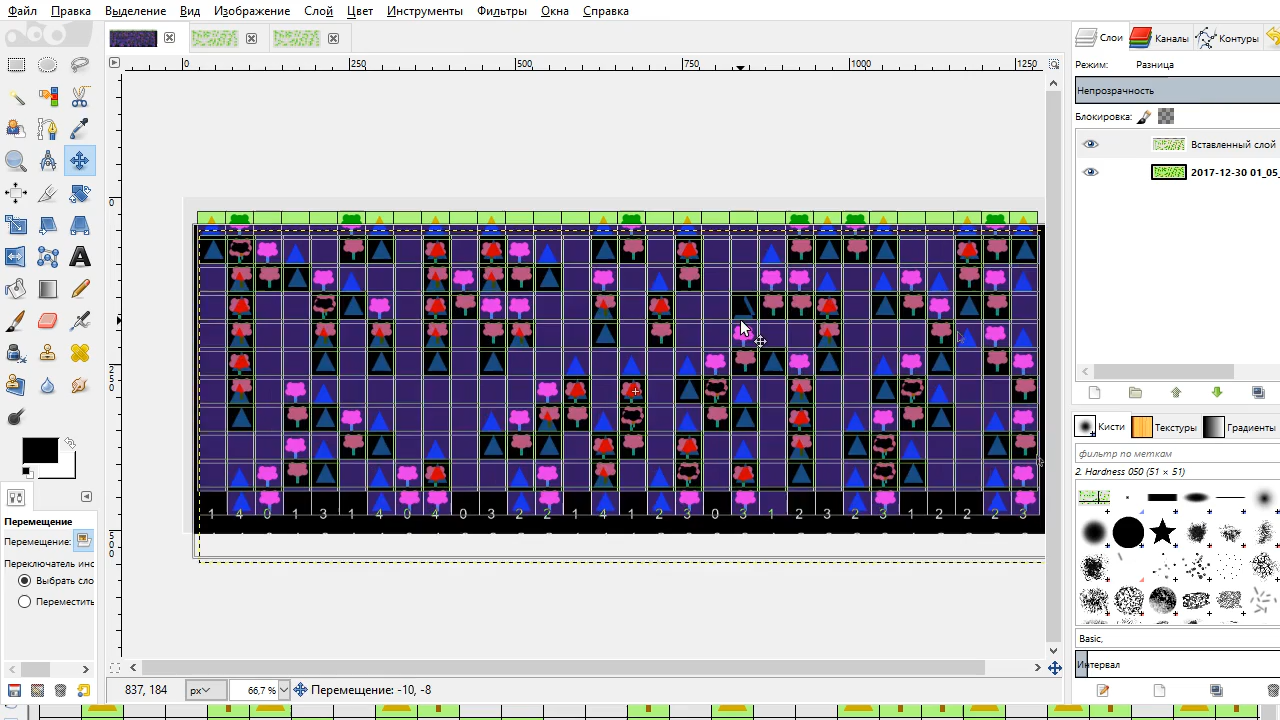 Файл Правка Выделение Вид Изображение Слой Цвет Инструменты Фильтры Окна Справка
Слои Каналы Контуры
0 250 500 750 1000 1250
Режим: Разница
Непрозрачность
Блокировка:
Вставленный слой
2017-12-30 01_05_
0
250
500
1 4 0 1 3 1 4 0 4 0 3 2 2 1 4 1 2 3 0 3 1 2 3 2 3 1 2 2 2 3
Кисти Текстуры Градиенты
фильтр по меткам
2. Hardness 050 (51 × 51)
Перемещение
Перемещение:
Переключатель инс
Выбрать сло
Переместить
Basic,
Интервал
837, 184 px 66,7 % Перемещение: -10, -8